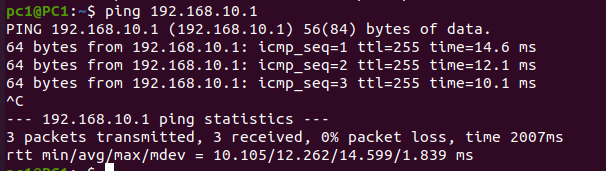 pc1@PC1:~$ ping 192.168.10.1
PING 192.168.10.1 (192.168.10.1) 56(84) bytes of data.
64 bytes from 192.168.10.1: icmp_seq=1 ttl=255 time=14.6 ms
64 bytes from 192.168.10.1: icmp_seq=2 ttl=255 time=12.1 ms
64 bytes from 192.168.10.1: icmp_seq=3 ttl=255 time=10.1 ms
^C
--- 192.168.10.1 ping statistics ---
3 packets transmitted, 3 received, 0% packet loss, time 2007ms
rtt min/avg/max/mdev = 10.105/12.262/14.599/1.839 ms